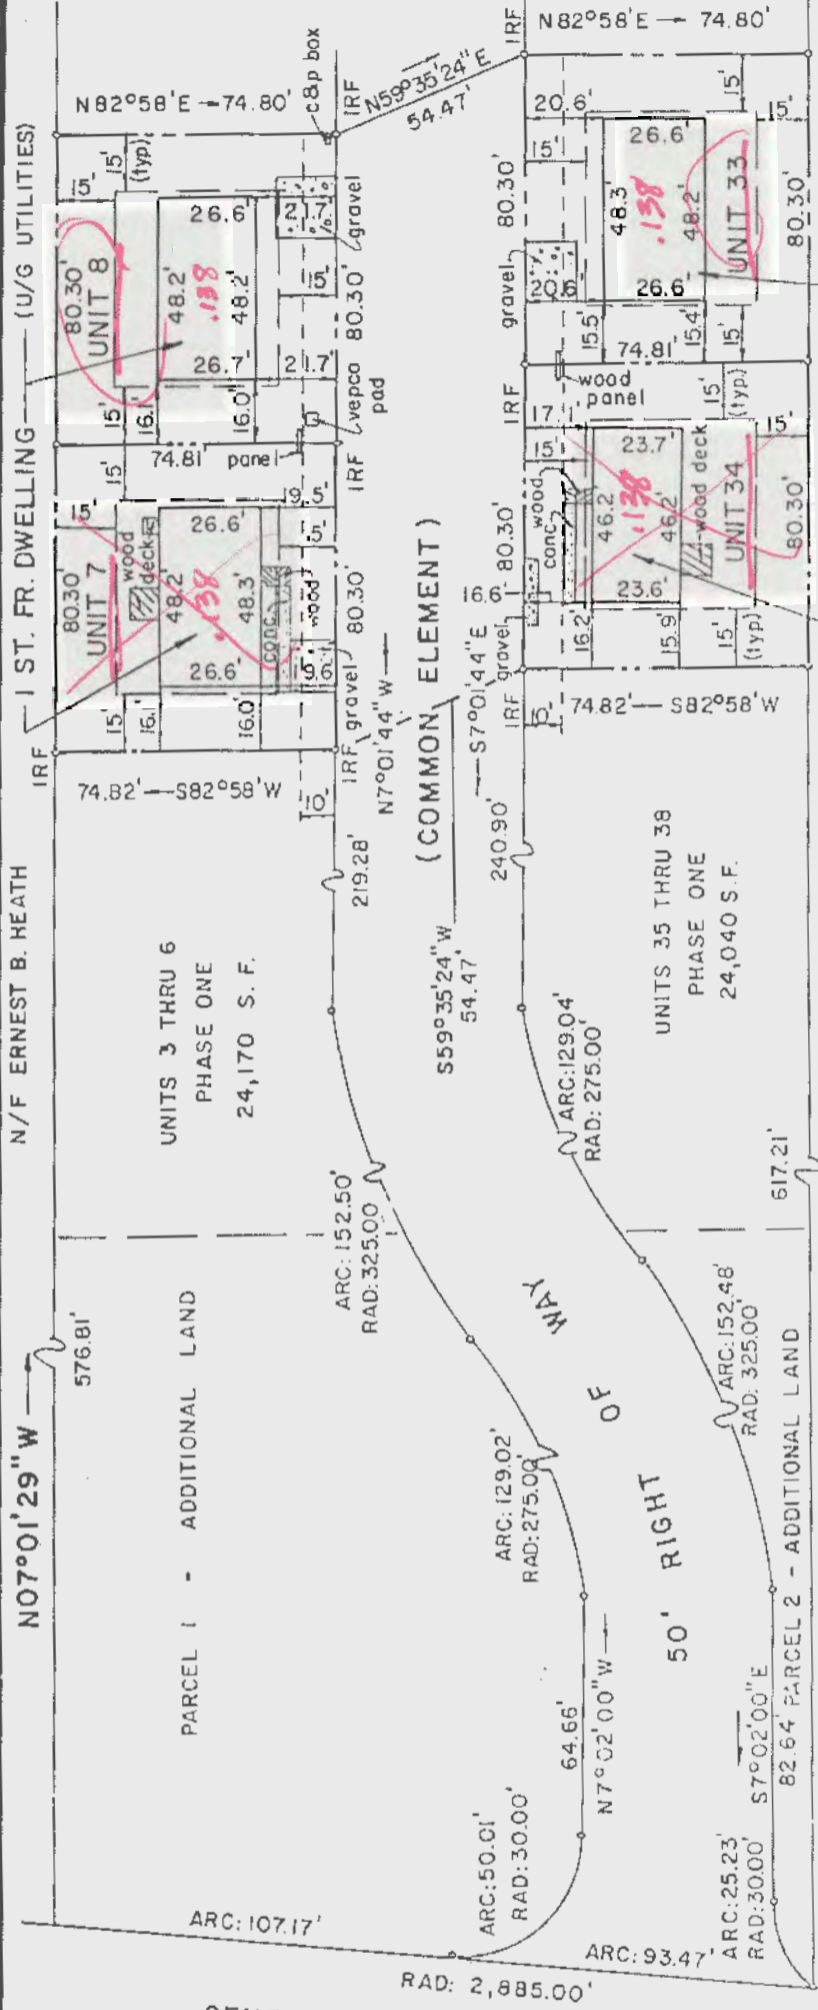 N/F ERNEST B. HEATH
N07°01'29"W
576.81'
1 ST. FR. DWELLING
(U/G UTILITIES)
IRF
N82°58'E
74.80'
c&p box
IRF
N59°35'24"E
54.47'
15'
(typ)
15'
80.30'
UNIT 8
26.6'
48.2'
.138
48.2'
26.7'
gravel
15'
80.30'
21.7'
vepco
pad
15'
16.1'
16.0'
74.81'
panel
IRF
15'
15'
80.30'
UNIT 7
wood
deck
26.6'
48.2'
.138
48.3'
26.6'
conc.
wood
19.5'
15'
80.30'
gravel
15'
16.1'
16.0'
74.82'
S82°58'W
10'
IRF
N7°01'44"W
219.28'
(COMMON ELEMENT)
S7°01'44"E
240.90'
S59°35'24"W
54.47'
IRF
N82°58'E
74.80'
20.6'
15'
15'
15'
26.6'
48.3'
.138
48.2'
UNIT 33
80.30'
80.30'
gravel
20.6'
26.6'
15.5'
15.4'
15'
74.81'
IRF
wood
panel
15'
(typ)
15'
15'
23.7'
wood
conc.
46.2
.138
46.2'
wood deck
UNIT 34
80.30'
80.30'
16.6'
gravel
23.6'
16.2'
15.9'
15'
(typ)
IRF
10'
74.82'
S82°58'W
UNITS 3 THRU 6
PHASE ONE
24,170 S. F.
UNITS 35 THRU 38
PHASE ONE
24,040 S.F.
ARC: 152.50'
RAD: 325.00
ARC: 129.04'
RAD: 275.00'
617.21'
PARCEL 1 - ADDITIONAL LAND
ARC: 129.02'
RAD: 275.00'
ARC: 152.48'
RAD: 325.00'
50' RIGHT OF WAY
64.66'
N7°02'00"W
S7°02'00"E
82.64'
PARCEL 2 - ADDITIONAL LAND
ARC: 50.01'
RAD: 30.00'
ARC: 25.23'
RAD: 30.00'
ARC: 107.17'
ARC: 93.47'
RAD: 2,885.00'